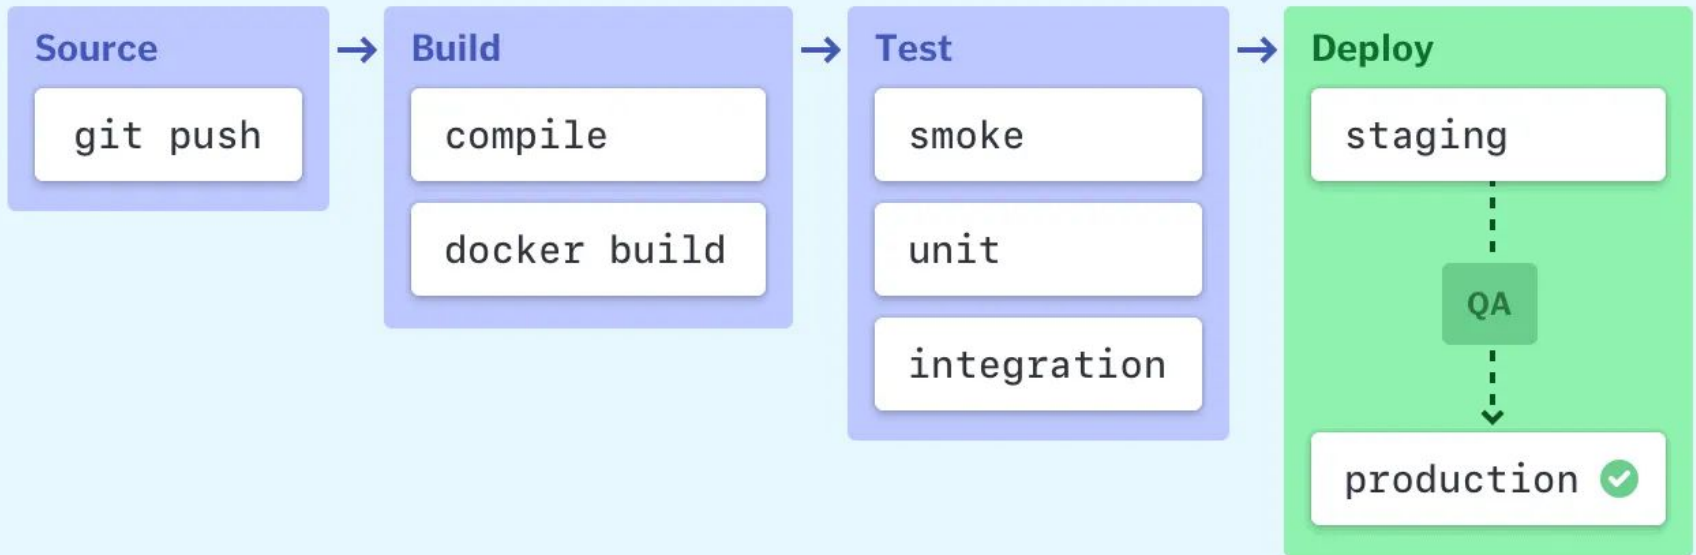 Source
git push
Build
compile
docker build
Test
smoke
unit
integration
Deploy
staging
QA
production